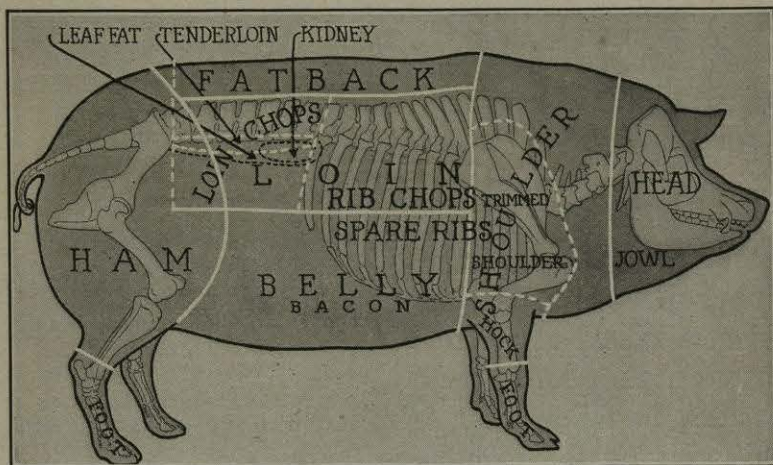 LEAF FAT TENDERLOIN KIDNEY
FATBACK
LOIN CHOPS
LOIN
RIB CHOPS
SPARE RIBS
TRIMMED
SHOULDER
SHOULDER
HEAD
JOWL
HAM
BELLY
BACON
HOCK
FOOT
FOOT